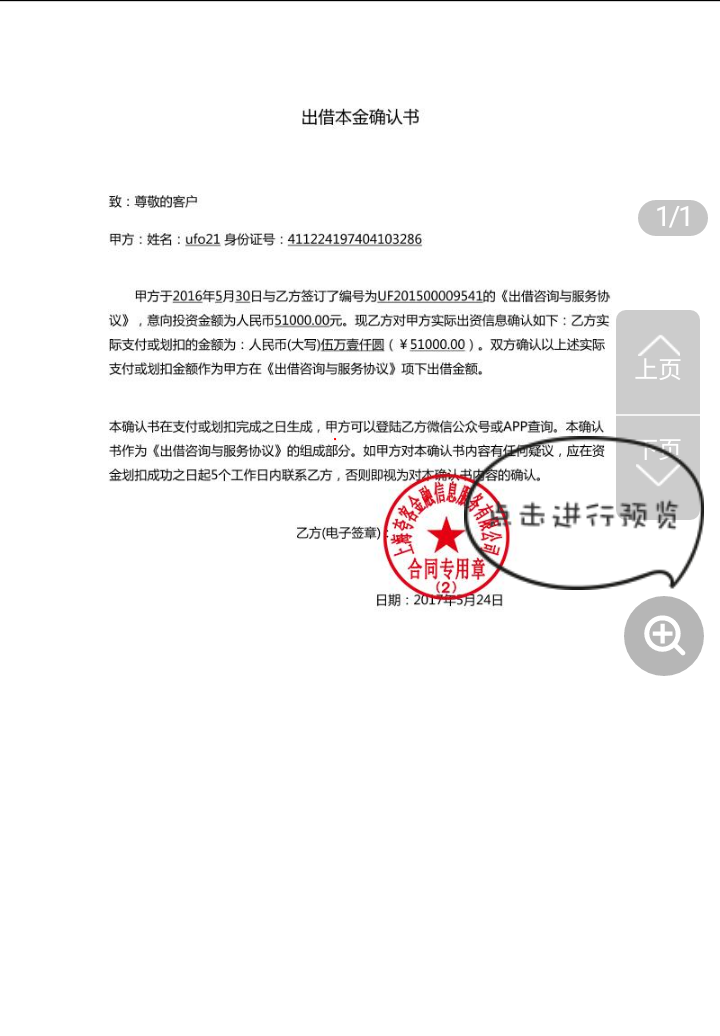 出借本金确认书
致：尊敬的客户
1/1
甲方：姓名：ufo21 身份证号：411224197404103286
甲方于2016年5月30日与乙方签订了编号为UF201500009541的《出借咨询与服务协
议》，意向投资金额为人民币51000.00元。现乙方对甲方实际出资信息确认如下：乙方实
际支付或划扣的金额为：人民币(大写)伍万壹仟圆（￥51000.00）。双方确认以上述实际
支付或划扣金额作为甲方在《出借咨询与服务协议》项下出借金额。
上页
本确认书在支付或划扣完成之日生成，甲方可以登陆乙方微信公众号或APP查询。本确认
书作为《出借咨询与服务协议》的组成部分。如甲方对本确认书内容有任何疑议，应在资
金划扣成功之日起5个工作日内联系乙方，否则即视为对本确认书内容的确认。
下页
点击进行预览
乙方(电子签章)：
合同专用章
(2)
日期：2017年5月24日